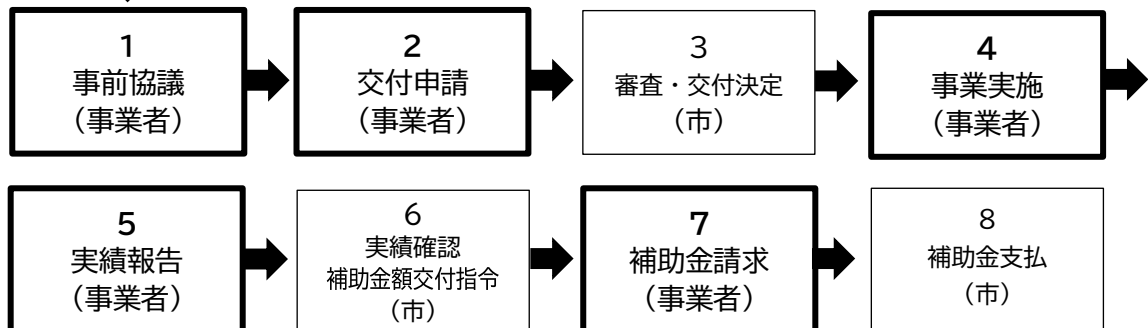 1
事前協議
（事業者）
2
交付申請
（事業者）
3
審査・交付決定
（市）
4
事業実施
（事業者）
5
実績報告
（事業者）
6
実績確認
補助金額交付指令
（市）
7
補助金請求
（事業者）
8
補助金支払
（市）